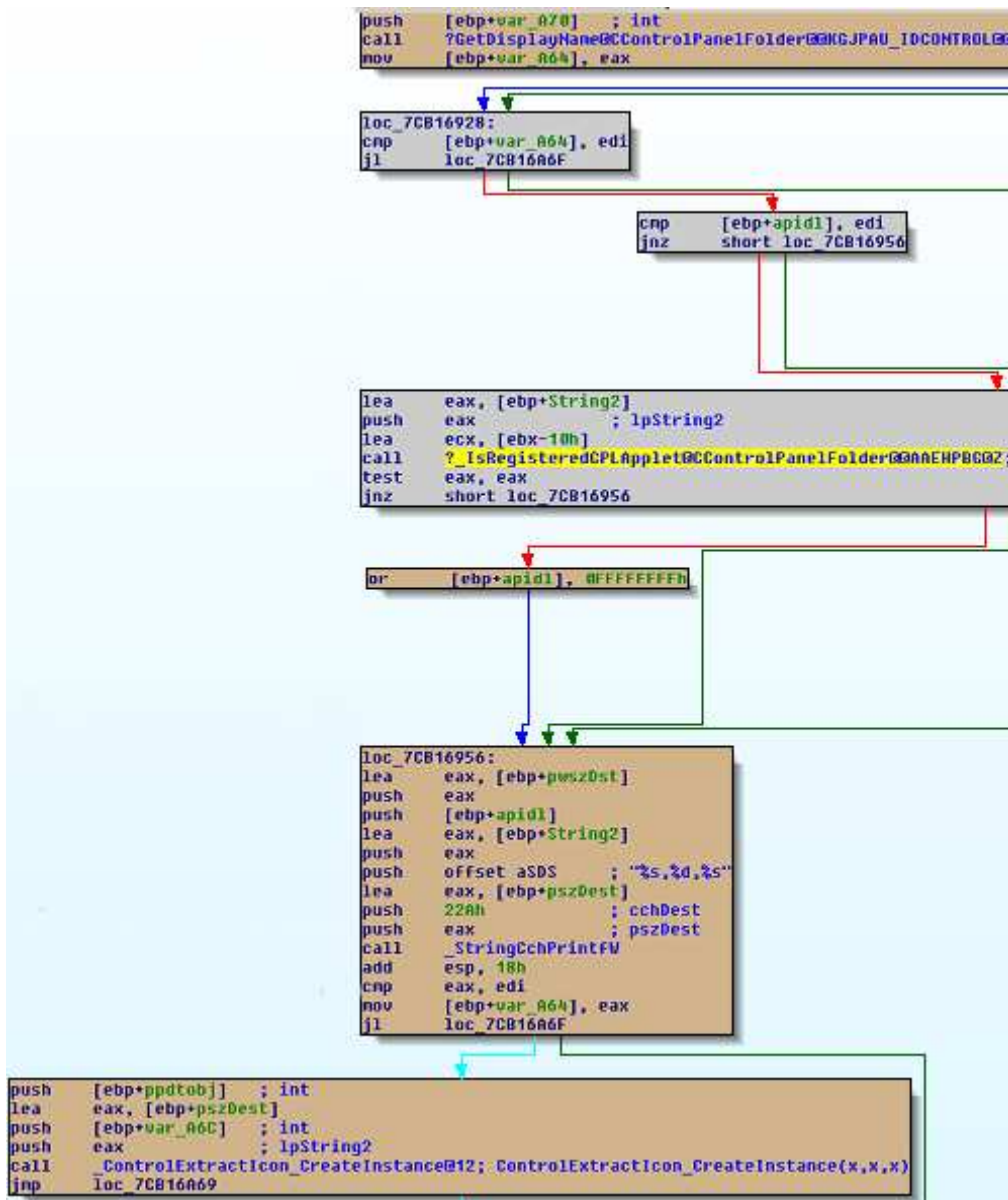 push [ebp+var_A70] ; int
call ?GetDisplayName@CControlPanelFolder@@KGJPAU_IDCONTROL@@
mov [ebp+var_A64], eax
loc_7CB16928:
cmp [ebp+var_A64], edi
jl loc_7CB16A6F
cmp [ebp+apidl], edi
jnz short loc_7CB16956
lea eax, [ebp+String2]
push eax ; lpString2
lea ecx, [ebx-10h]
call ?_IsRegisteredCPLApplet@CControlPanelFolder@@AAEHPBG@Z;
test eax, eax
jnz short loc_7CB16956
or [ebp+apidl], 0FFFFFFFFh
loc_7CB16956:
lea eax, [ebp+pwszDst]
push eax
push [ebp+apidl]
lea eax, [ebp+String2]
push eax
push offset aSDS ; "%s,%d,%s"
lea eax, [ebp+pszDest]
push 22Ah ; cchDest
push eax ; pszDest
call _StringCchPrintfW
add esp, 18h
cmp eax, edi
mov [ebp+var_A64], eax
jl loc_7CB16A6F
push [ebp+ppdtobj] ; int
lea eax, [ebp+pszDest]
push [ebp+var_A6C] ; int
push eax ; lpString2
call _ControlExtractIcon_CreateInstance@12; ControlExtractIcon_CreateInstance(x,x,x)
jmp loc_7CB16A69